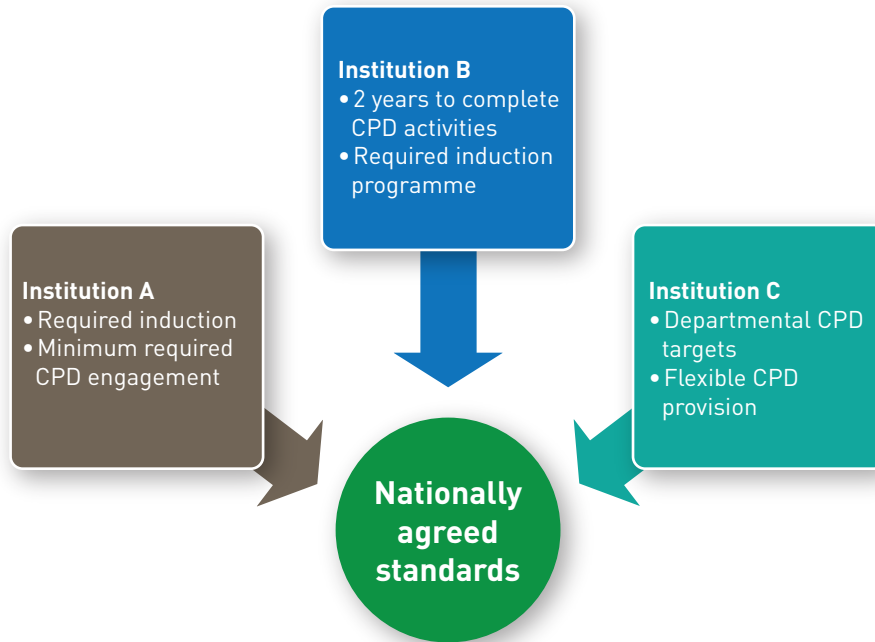 Institution B
• 2 years to complete
CPD activities
• Required induction
programme
Institution A
• Required induction
• Minimum required
CPD engagement
Institution C
• Departmental CPD
targets
• Flexible CPD
provision
Nationally
agreed
standards